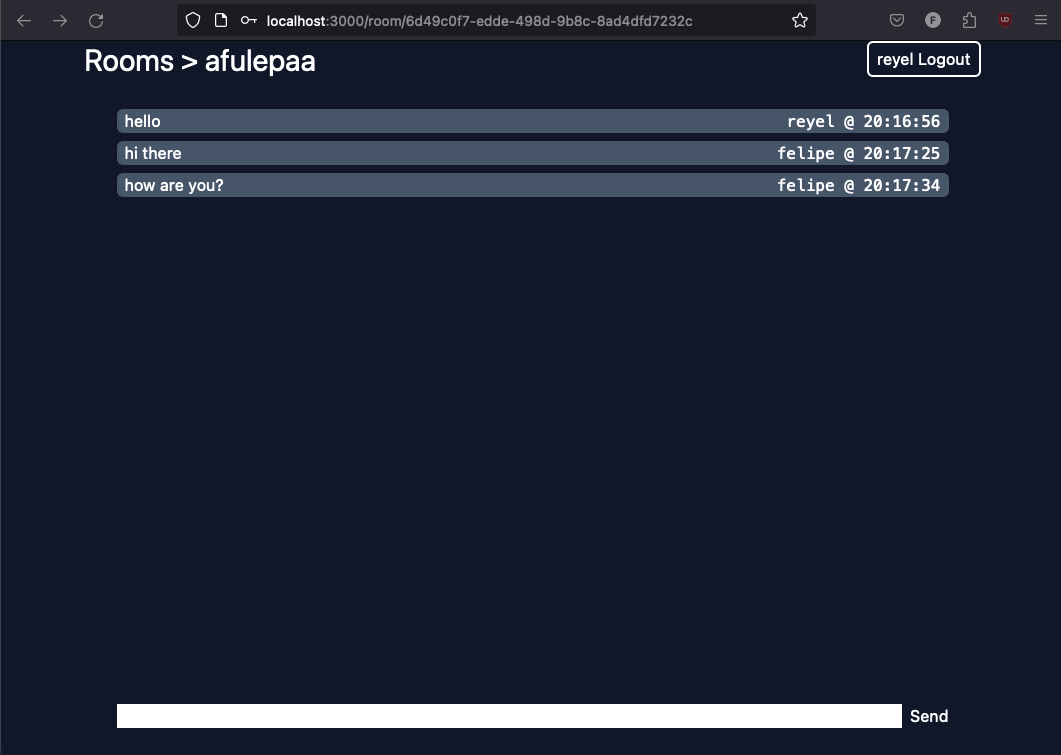 localhost:3000/room/6d49c0f7-edde-498d-9b8c-8ad4dfd7232c
F
UD
Rooms > afulepaa
reyel Logout
hello reyel @ 20:16:56
hi there felipe @ 20:17:25
how are you? felipe @ 20:17:34
Send